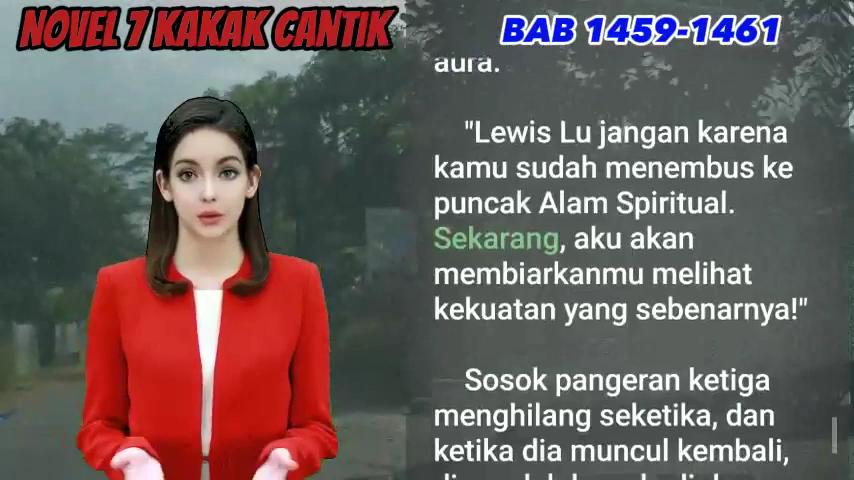 NOVEL 7 KAKAK CANTIK
BAB 1459-1461
aura.
"Lewis Lu jangan karena
kamu sudah menembus ke
puncak Alam Spiritual.
Sekarang, aku akan
membiarkanmu melihat
kekuatan yang sebenarnya!"
Sosok pangeran ketiga
menghilang seketika, dan
ketika dia muncul kembali,